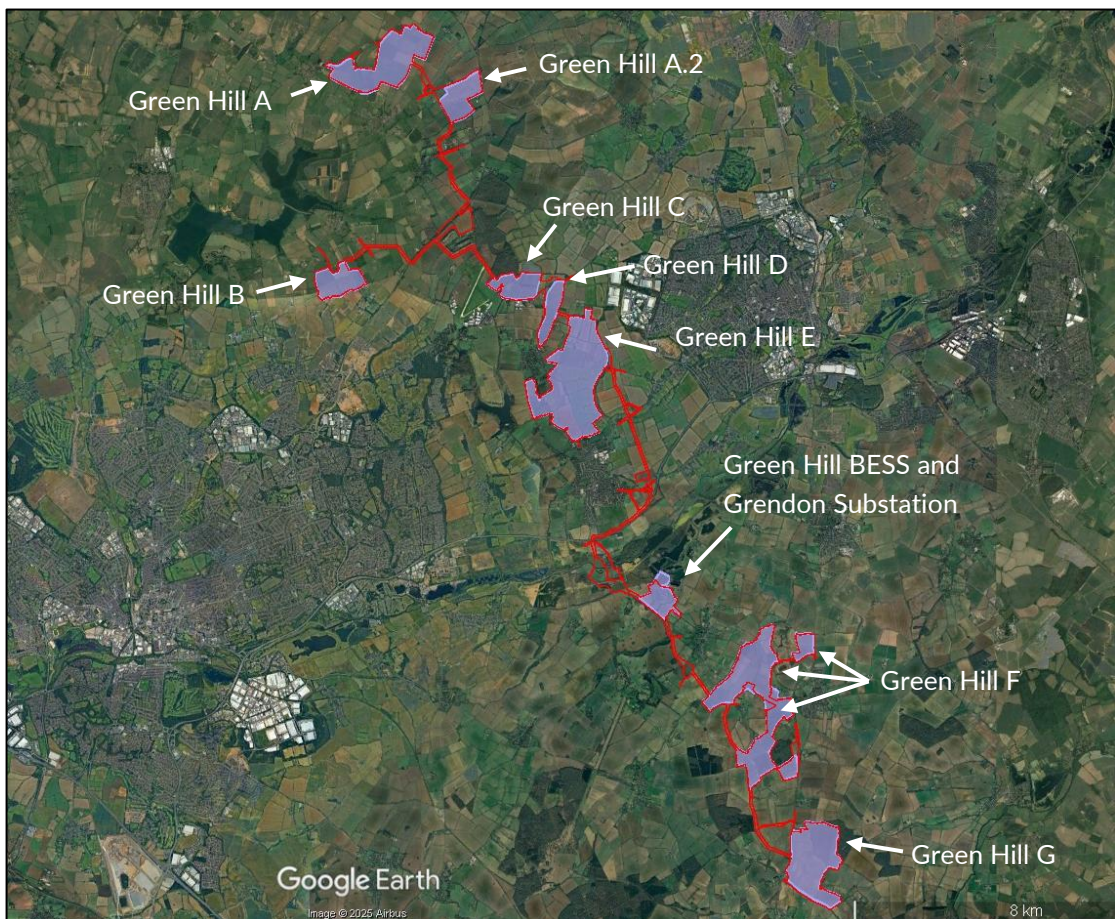 Green Hill A.2
Green Hill A
Green Hill C
Green Hill D
Green Hill B
Green Hill E
Green Hill BESS and
Grendon Substation
Green Hill F
Green Hill G
Google Earth
Image © 2025 Airbus
8 km